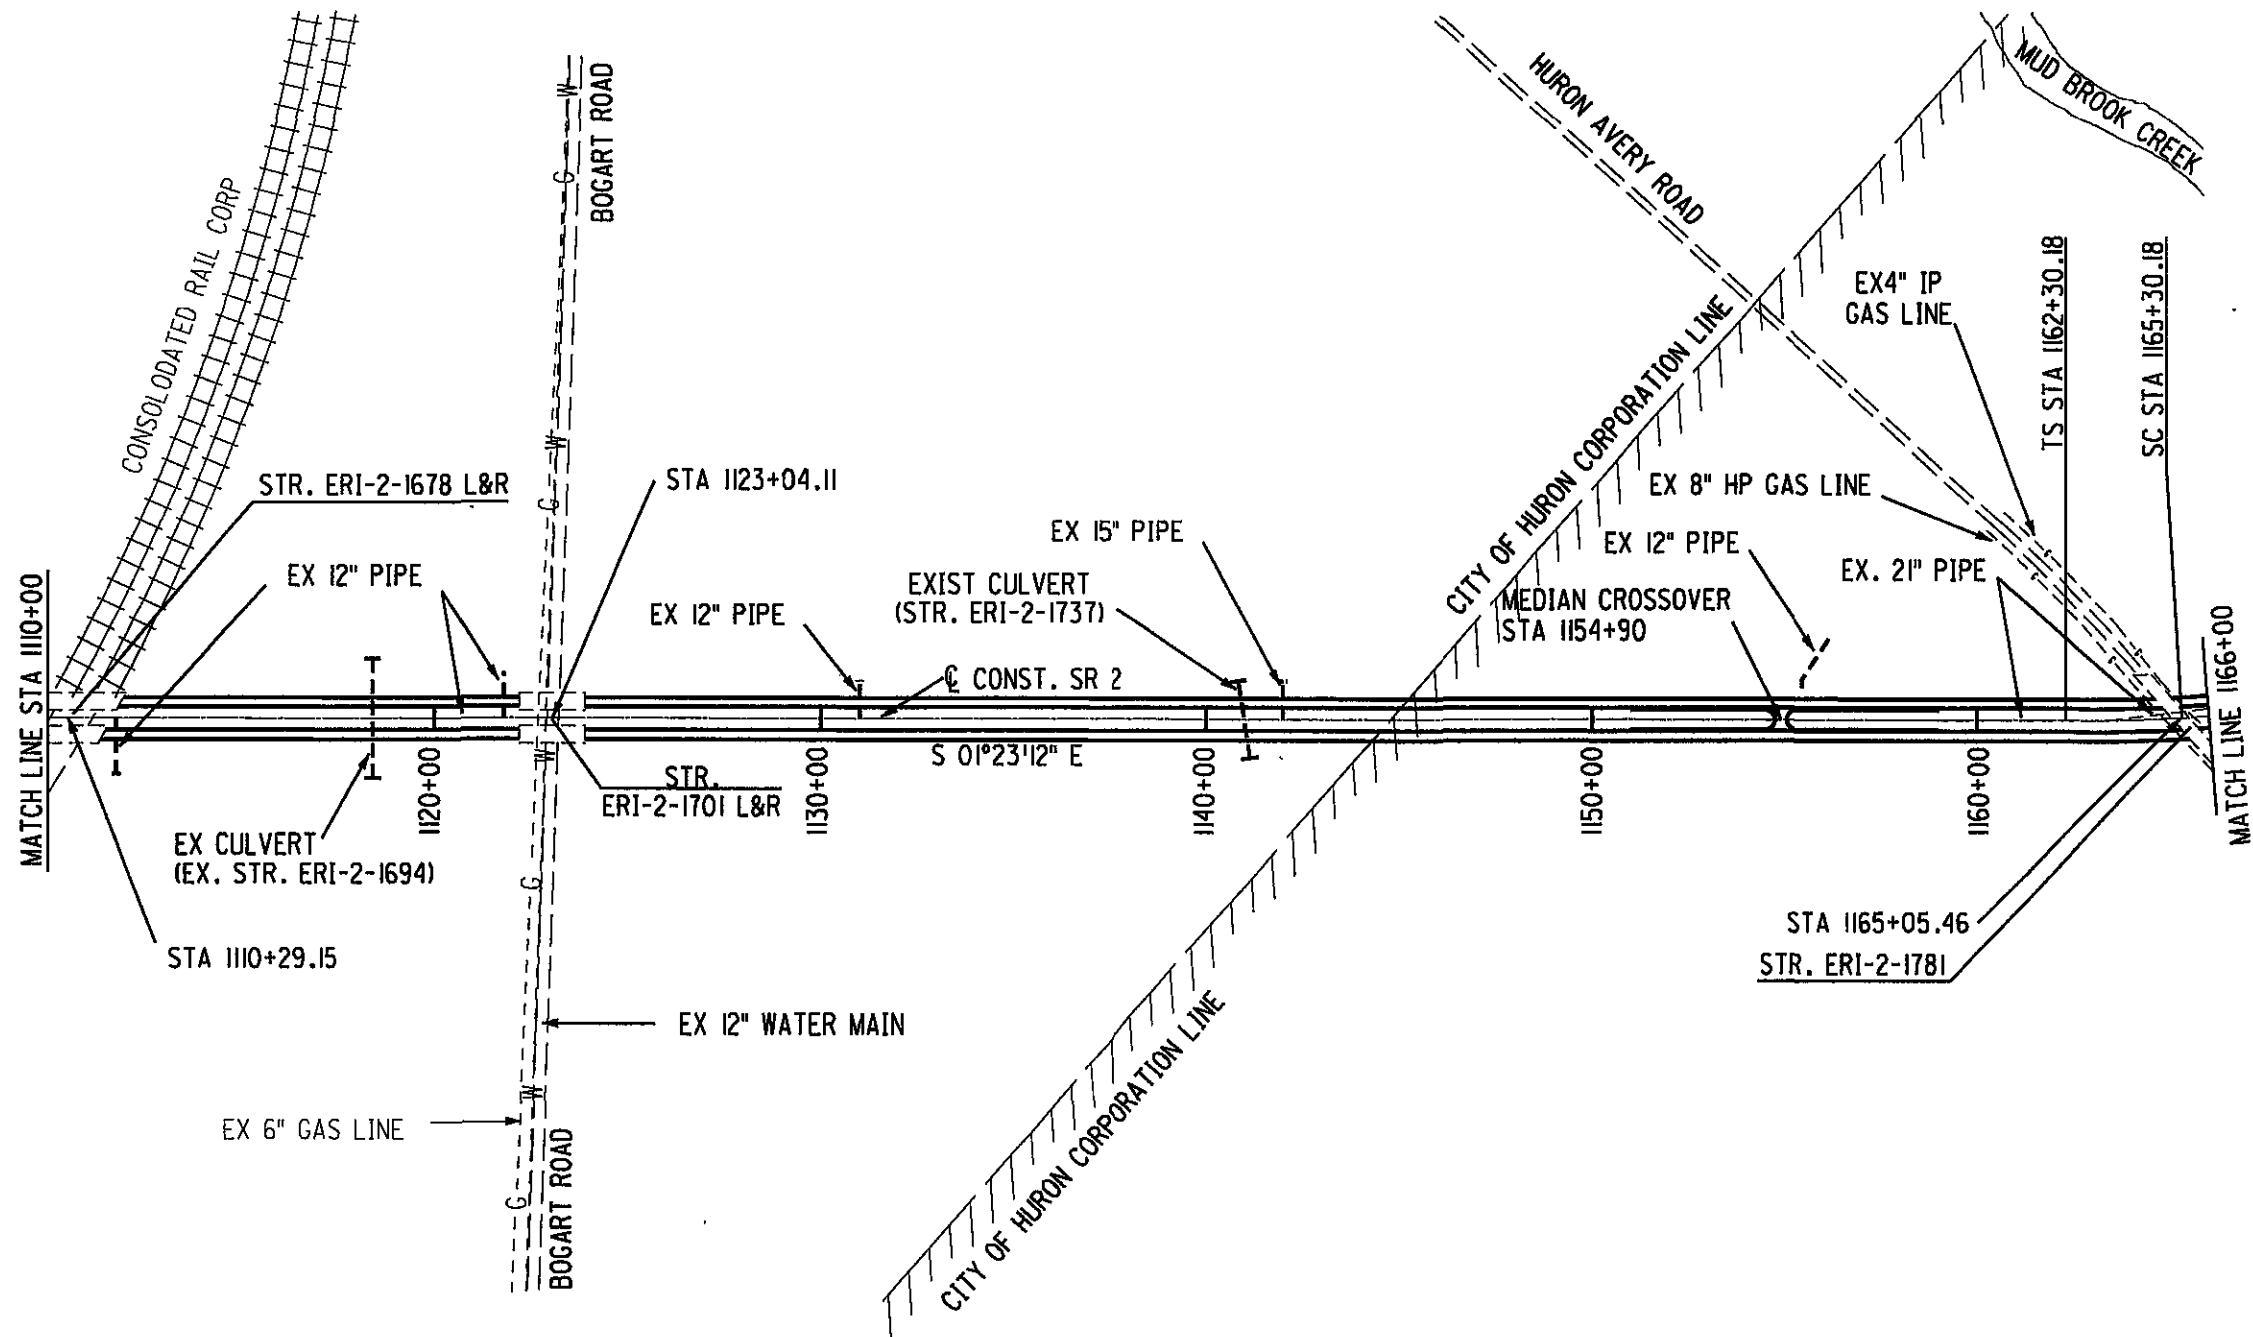 MUD BROOK CREEK
HURON AVERY ROAD
BOGART ROAD
W
G
CONSOLODATED RAIL CORP
TS STA 1162+30.18
SC STA 1165+30.18
EX4" IP
GAS LINE
CITY OF HURON CORPORATION LINE
W
STR. ERI-2-1678 L&R
STA 1123+04.11
EX 8" HP GAS LINE
G
EX 15" PIPE
EX 12" PIPE
EX. 21" PIPE
EX 12" PIPE
EXIST CULVERT
(STR. ERI-2-1737)
MEDIAN CROSSOVER
STA 1154+90
EX 12" PIPE
MATCH LINE STA 1110+00
℄ CONST. SR 2
MATCH LINE 1166+00
W
S 01°23'12" E
1120+00
1130+00
1140+00
1150+00
1160+00
STR.
ERI-2-1701 L&R
EX CULVERT
(EX. STR. ERI-2-1694)
G
STA 1110+29.15
STA 1165+05.46
STR. ERI-2-1781
EX 12" WATER MAIN
W
EX 6" GAS LINE
G
BOGART ROAD
CITY OF HURON CORPORATION LINE